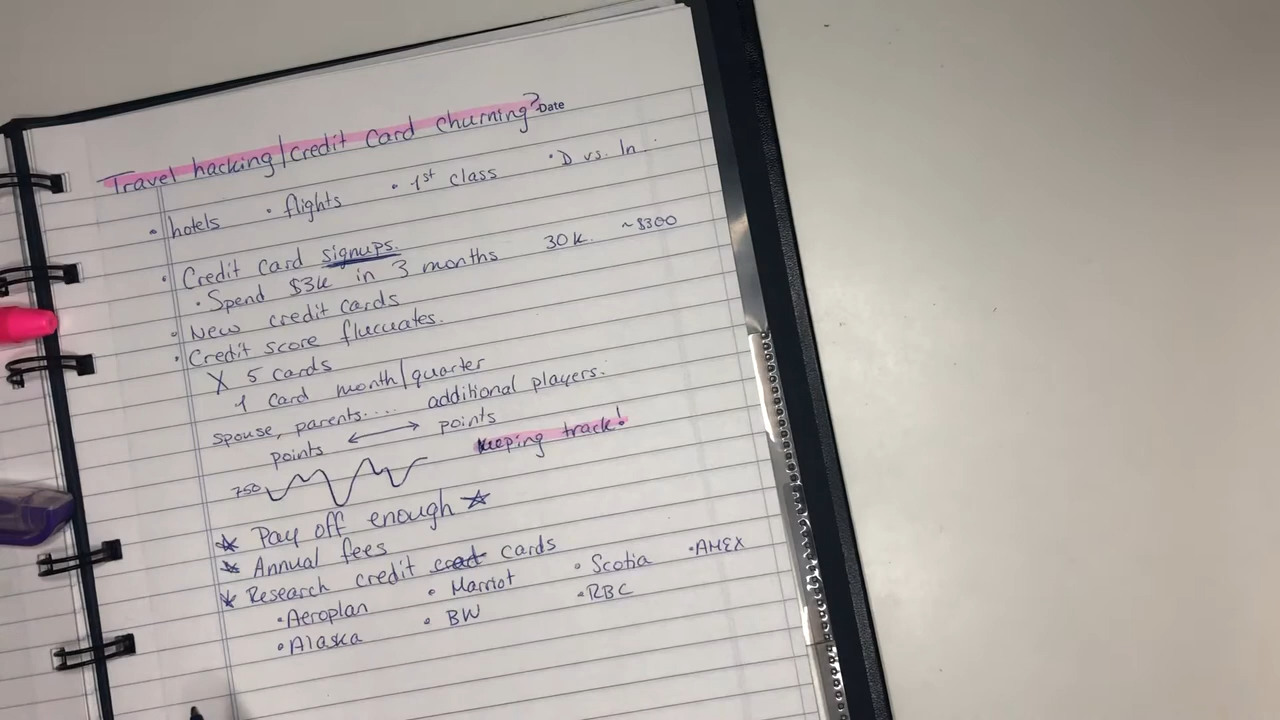 Date
Travel hacking/credit card churning?
• hotels • flights • 1st class • D vs. In
• Credit card signups.
• Spend $3k in 3 months 30k ~$300
• New credit cards
• Credit score flucuates.
X 5 cards
1 card month/quarter
spouse, parents.... additional players.
points ⟷ points keeping track!
750
★ Pay off enough ★
★ Annual fees
★ Research credit cards
• Aeroplan • Marriot • Scotia • AMEX
• Alaska • BW • RBC